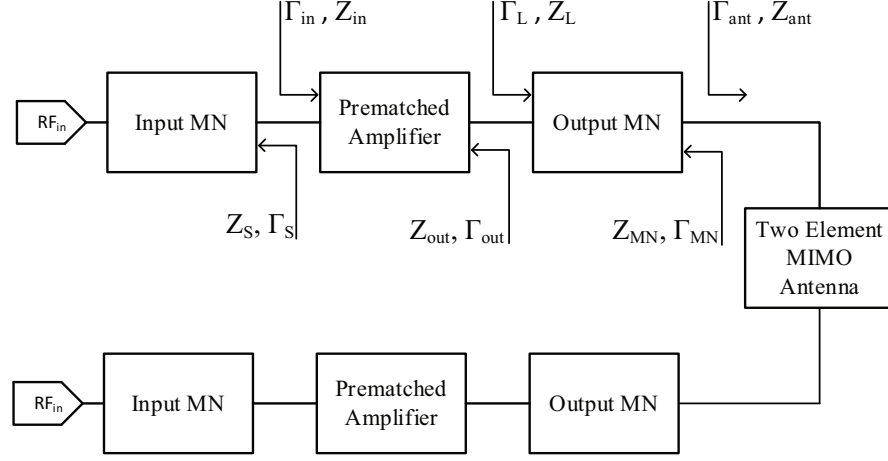 Γin , Zin
ΓL , ZL
Γant , Zant
RFin
Input MN
Prematched
Amplifier
Output MN
ZS, ΓS
Zout, Γout
ZMN, ΓMN
Two Element
MIMO
Antenna
RFin
Input MN
Prematched
Amplifier
Output MN